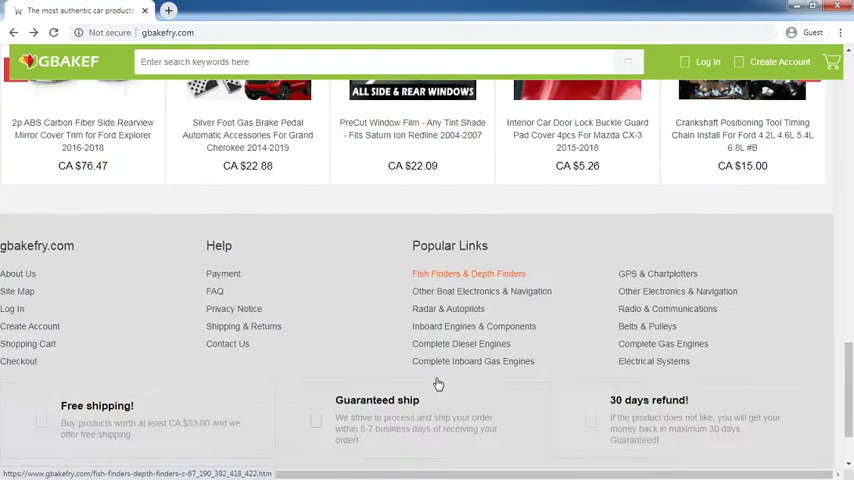 The most authentic car products
Not secure | gbakefry.com
Guest
GBAKEF
Enter search keywords here
Log In
Create Account
ALL SIDE & REAR WINDOWS
2p ABS Carbon Fiber Side Rearview
Mirror Cover Trim for Ford Explorer
2016-2018
CA $76.47
Silver Foot Gas Brake Pedal
Automatic Accessories For Grand
Cherokee 2014-2019
CA $22.88
PreCut Window Film - Any Tint Shade
- Fits Saturn Ion Redline 2004-2007
CA $22.09
Interior Car Door Lock Buckle Guard
Pad Cover 4pcs For Mazda CX-3
2015-2018
CA $5.26
Crankshaft Positioning Tool Timing
Chain Install For Ford 4.2L 4.6L 5.4L
6.8L #B
CA $15.00
gbakefry.com
About Us
Site Map
Log In
Create Account
Shopping Cart
Checkout
Help
Payment
FAQ
Privacy Notice
Shipping & Returns
Contact Us
Popular Links
Fish Finders & Depth Finders
Other Boat Electronics & Navigation
Radar & Autopilots
Inboard Engines & Components
Complete Diesel Engines
Complete Inboard Gas Engines
GPS & Chartplotters
Other Electronics & Navigation
Radio & Communications
Belts & Pulleys
Complete Gas Engines
Electrical Systems
Free shipping!
Buy products worth at least CA $53.00 and we
offer free shipping
Guaranteed ship
We strive to process and ship your order
within 5-7 business days of receiving your
order!
30 days refund!
If the product does not like, you will get your
money back in maximum 30 days.
Guaranteed!
https://www.gbakefry.com/fish-finders-depth-finders-c-67_190_392_418_422.htm